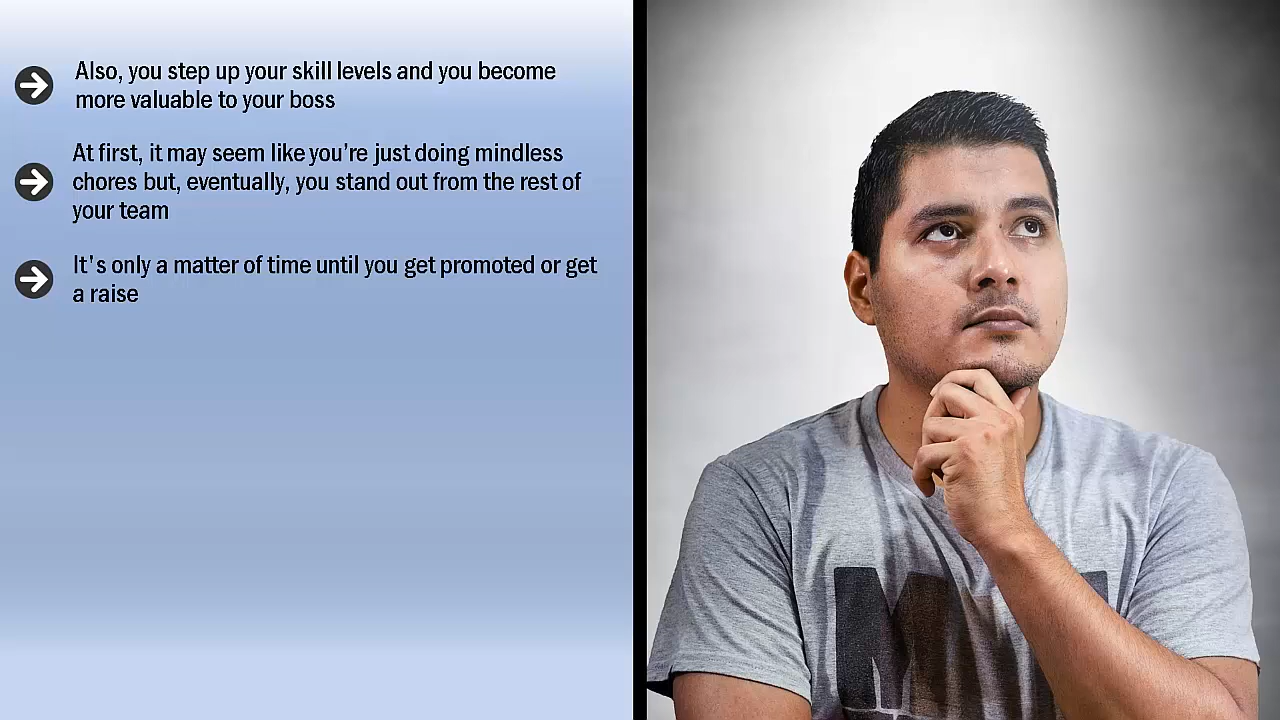 Also, you step up your skill levels and you become
more valuable to your boss
At first, it may seem like you're just doing mindless
chores but, eventually, you stand out from the rest of
your team
It's only a matter of time until you get promoted or get
a raise